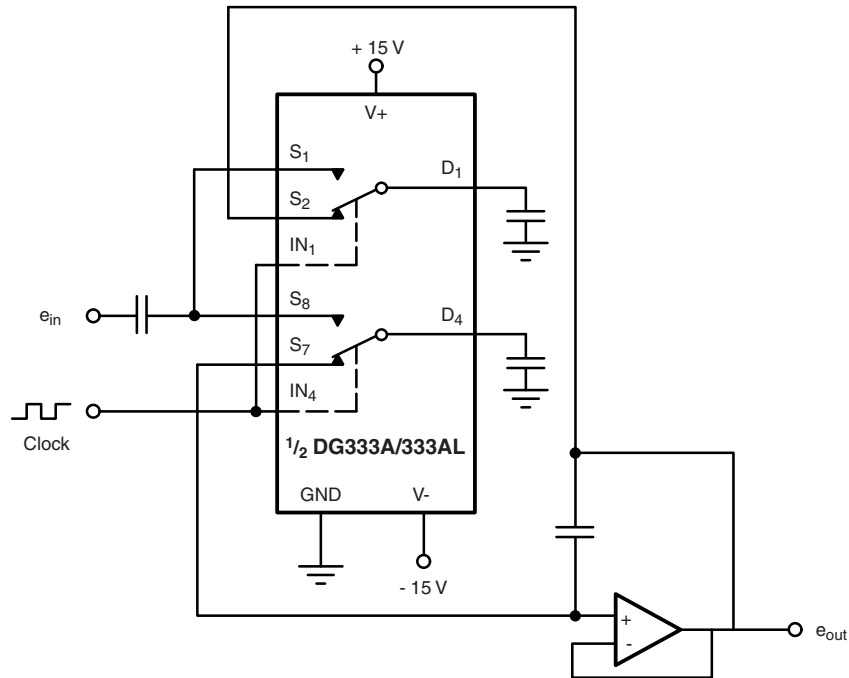 + 15 V
V+
S1
D1
S2
IN1
S8
D4
ein
S7
IN4
Clock
1/2 DG333A/333AL
GND
V-
- 15 V
+
-
eout